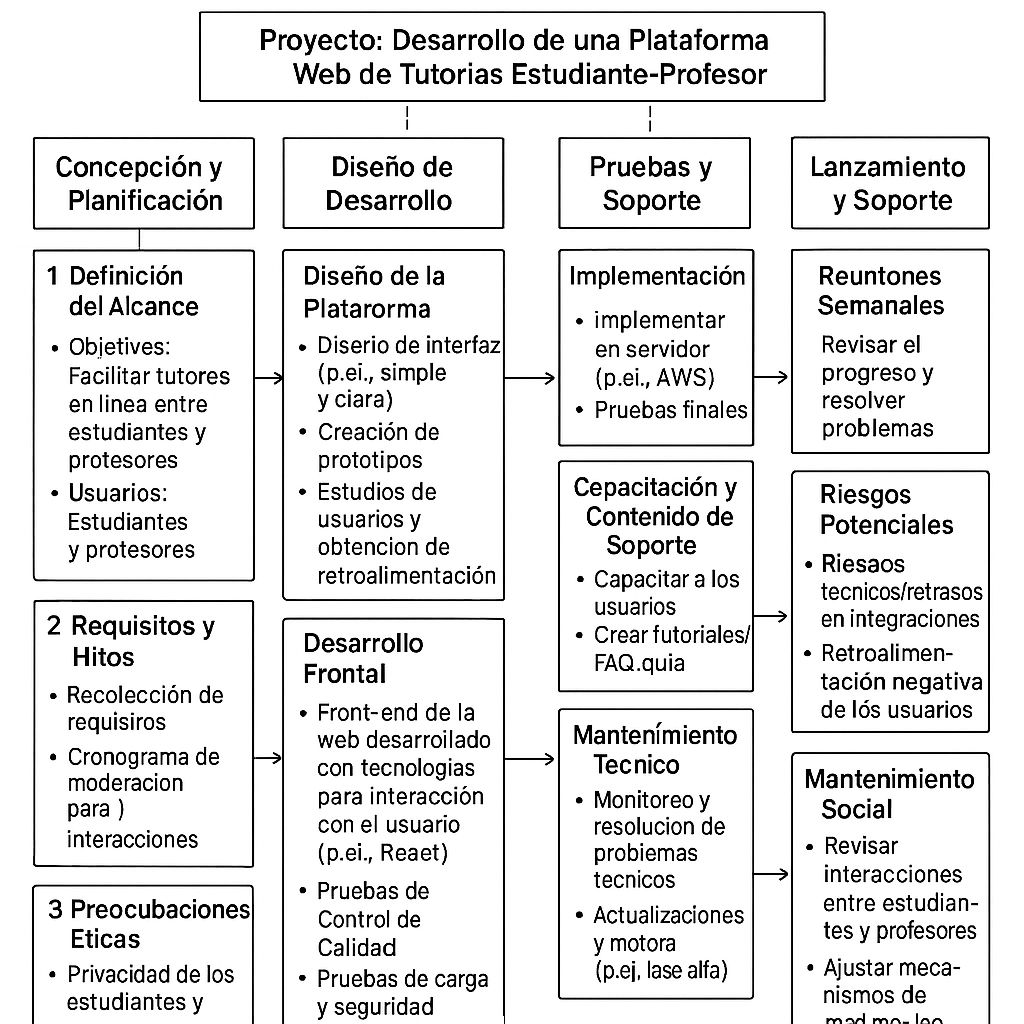 Proyecto: Desarrollo de una Plataforma
Web de Tutorias Estudiante-Profesor
Concepción y
Planificación
1 Definición
del Alcance
• Objetives:
Facilitar tutores
en linea entre
estudiantes y
protesores
• Usuarios:
Estudiantes
y protesores
2 Requisitos y
Hitos
• Recolección de
requisiros
• Cronograma de
moderacion
para )
interacciones
3 Preocubaciones
Eticas
• Privacidad de los
estudiantes y
Diseño de
Desarrollo
Diseño de la
Platarorma
• Diserio de interfaz
(p.ei., simple
y ciara)
• Creación de
prototipos
• Estudios de
usuarios y
obtencion de
retroalimentación
Desarrollo
Frontal
• Front-end de la
web desarroilado
con tecnologias
para interacción
con el usuario
(p.ei., Reaet)
• Pruebas de
Control de
Calidad
• Pruebas de carga
y seguridad
Pruebas y
Soporte
Implementación
• implementar
en servidor
(p.ei., AWS)
• Pruebas finales
Cepacitación y
Contenido de
Soporte
• Capacitar a los
usuarios
• Crear futoriales/
FAQ.quia
Mantenímiento
Tecnico
• Monitoreo y
resolucion de
probiemas
tecnicos
• Actualizaciones
y motora
(p.ej, lase alfa)
Lanzamiento
y Soporte
Reuntones
Semanales
Revisar el
progreso y
resolver
problemas
Riesgos
Potenciales
• Riesaos
tecnicos/retrasos
en integraciones
• Retroalimen-
tación negativa
de lós usuarios
Mantenimiento
Social
• Revisar
interacciones
entre estudian-
tes y profesores
• Ajustar meca-
nismos de